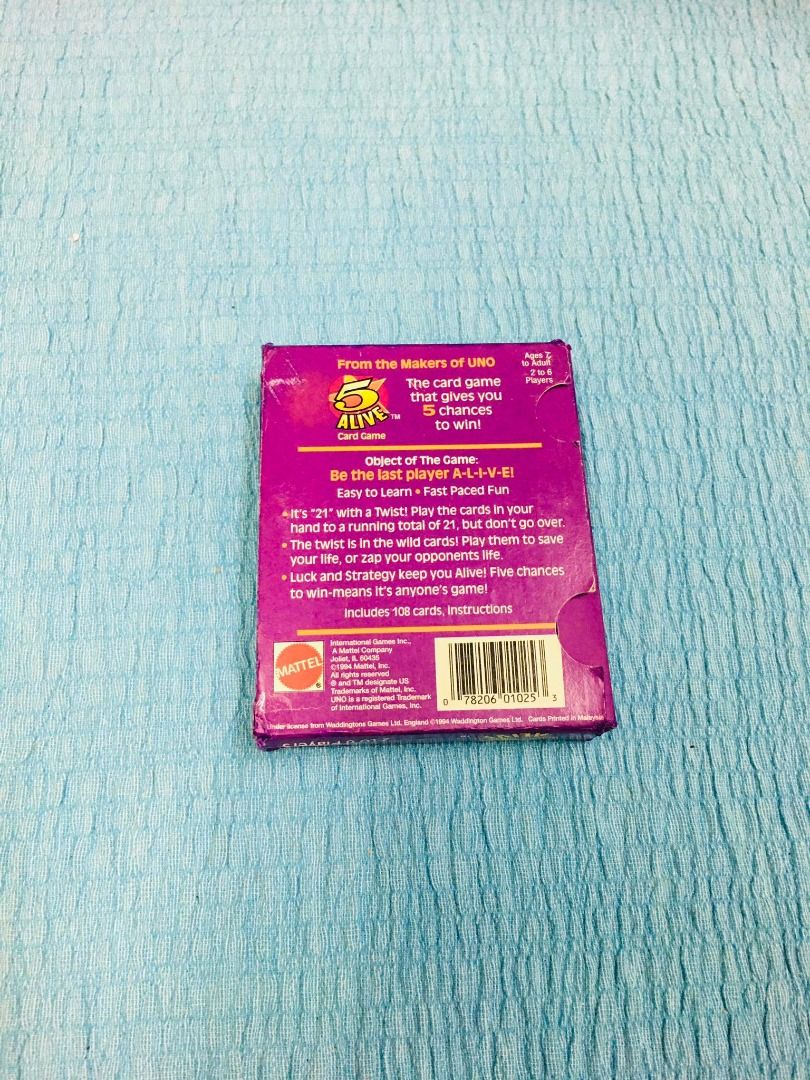 From the Makers of UNO
Ages 7
to Adult
2 to 6
Players
5
ALIVE™
Card Game
The card game
that gives you
5 chances
to win!
Object of The Game:
Be the last player A-L-I-V-E!
Easy to Learn • Fast Paced Fun
• It's "21" with a Twist! Play the cards in your
hand to a running total of 21, but don't go over.
• The twist is in the wild cards! Play them to save
your life, or zap your opponents life.
• Luck and Strategy keep you Alive! Five chances
to win-means it's anyone's game!
Includes 108 cards, Instructions
MATTEL®
International Games Inc.,
A Mattel Company
Joliet, IL 60435
©1994 Mattel, Inc.
All rights reserved
® and TM designate US
Trademarks of Mattel, Inc.
UNO is a registered Trademark
of International Games, Inc.
0 78206 01025 3
Under license from Waddingtons Games Ltd. England ©1994 Waddington Games Ltd. Cards Printed in Malaysia